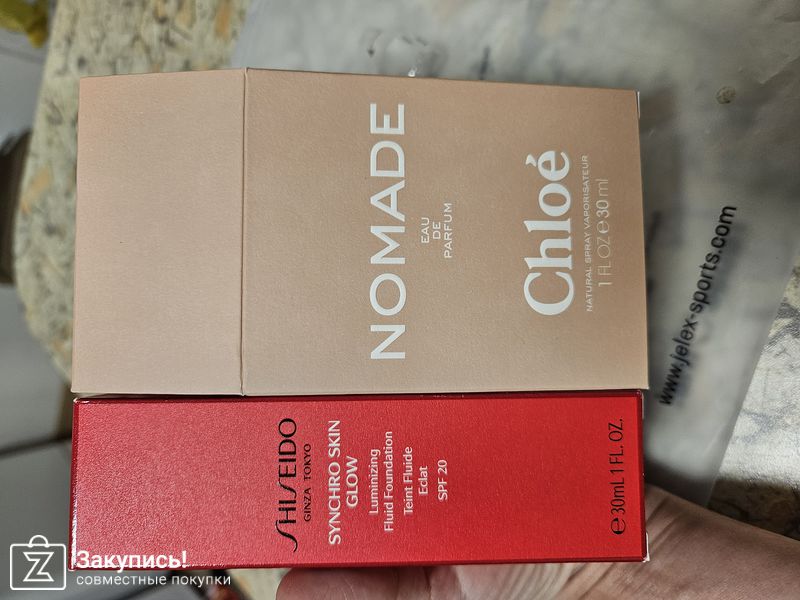 NOMADE
EAU
DE
PARFUM
Chloé
NATURAL SPRAY VAPORISATEUR
1 FL OZ e 30 ml
SHISEIDO
GINZA TOKYO
SYNCHRO SKIN
GLOW
Luminizing
Fluid Foundation
Teint Fluide
Eclat
SPF 20
e 30mL 1 FL. OZ.
www.jelex-sports.com
Закупись!
совместные покупки